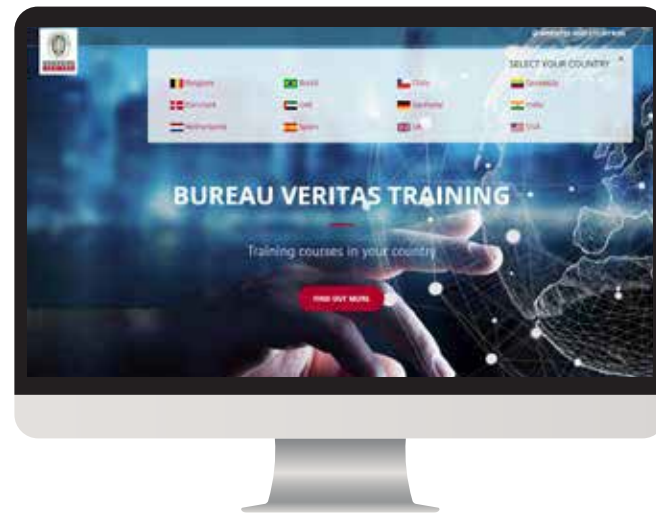 SELECT YOUR COUNTRY ×
Belgium Brazil Chile
Denmark UAE Germany India
Netherlands Spain UK USA
BUREAU VERITAS TRAINING
Training courses in your country
FIND OUT MORE